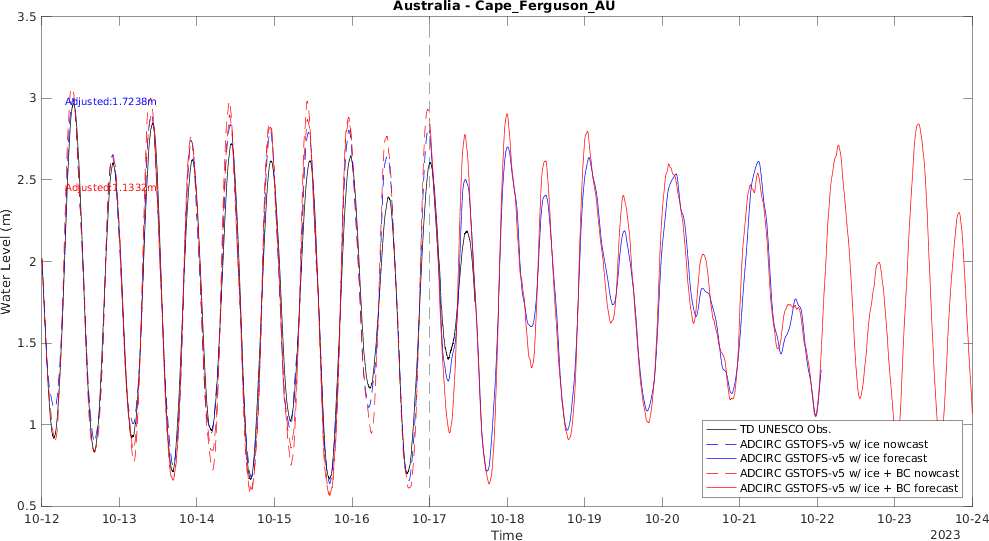 Australia - Cape_Ferguson_AU
3.5
3
2.5
2
1.5
1
0.5
Water Level (m)
Adjusted:1.7238m
Adjusted:1.1332m
TD UNESCO Obs.
ADCIRC GSTOFS-v5 w/ ice nowcast
ADCIRC GSTOFS-v5 w/ ice forecast
ADCIRC GSTOFS-v5 w/ ice + BC nowcast
ADCIRC GSTOFS-v5 w/ ice + BC forecast
10-12 10-13 10-14 10-15 10-16 10-17 10-18 10-19 10-20 10-21 10-22 10-23 10-24
Time
2023